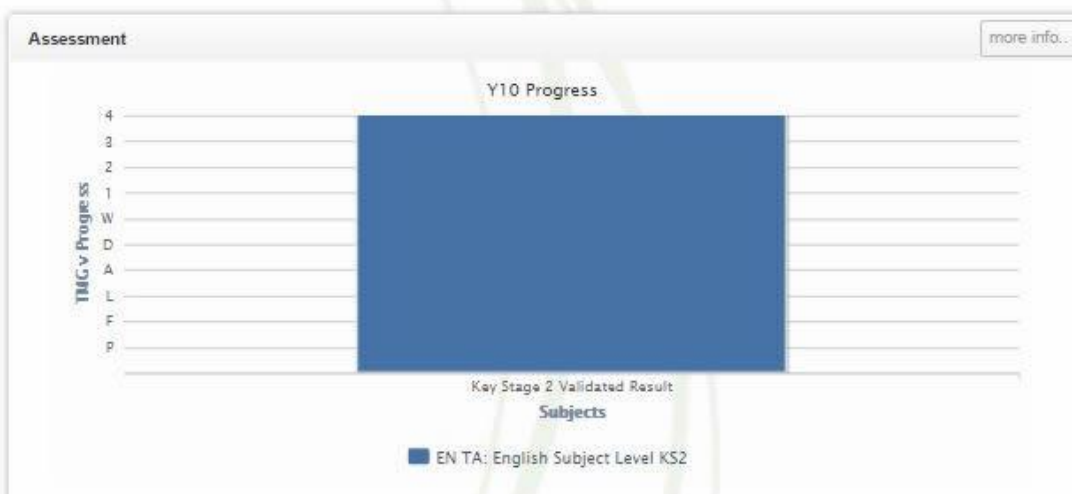 Assessment
more info..
Y10 Progress
4
3
2
1
W
D
A
L
F
P
TMG v Progress
Key Stage 2 Validated Result
Subjects
EN TA: English Subject Level KS2